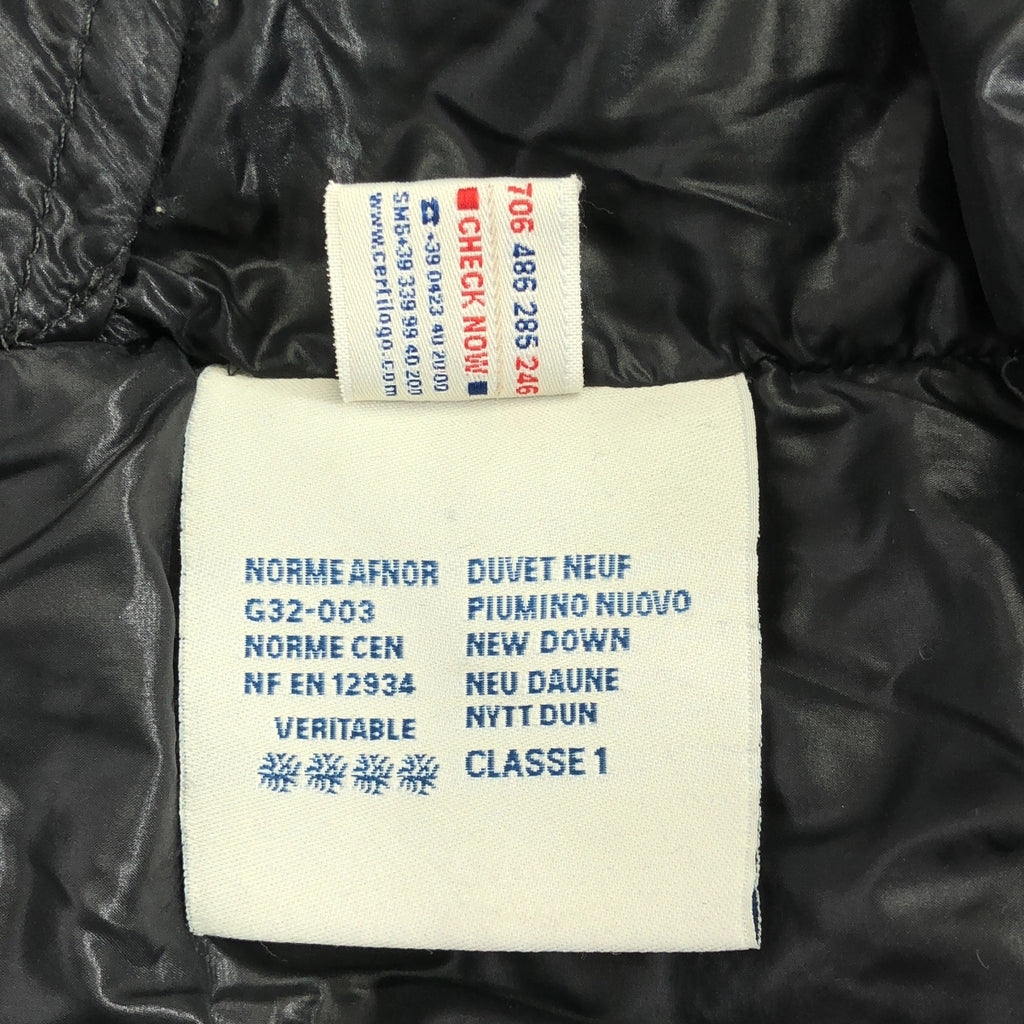 706 486 285 246
CHECK NOW
-39 0423 40 20 00
SMS+39 339 99 40 200
www.certilogo.com
NORME AFNOR
G32-003
NORME CEN
NF EN 12934
VERITABLE
DUVET NEUF
PIUMINO NUOVO
NEW DOWN
NEU DAUNE
NYTT DUN
CLASSE 1